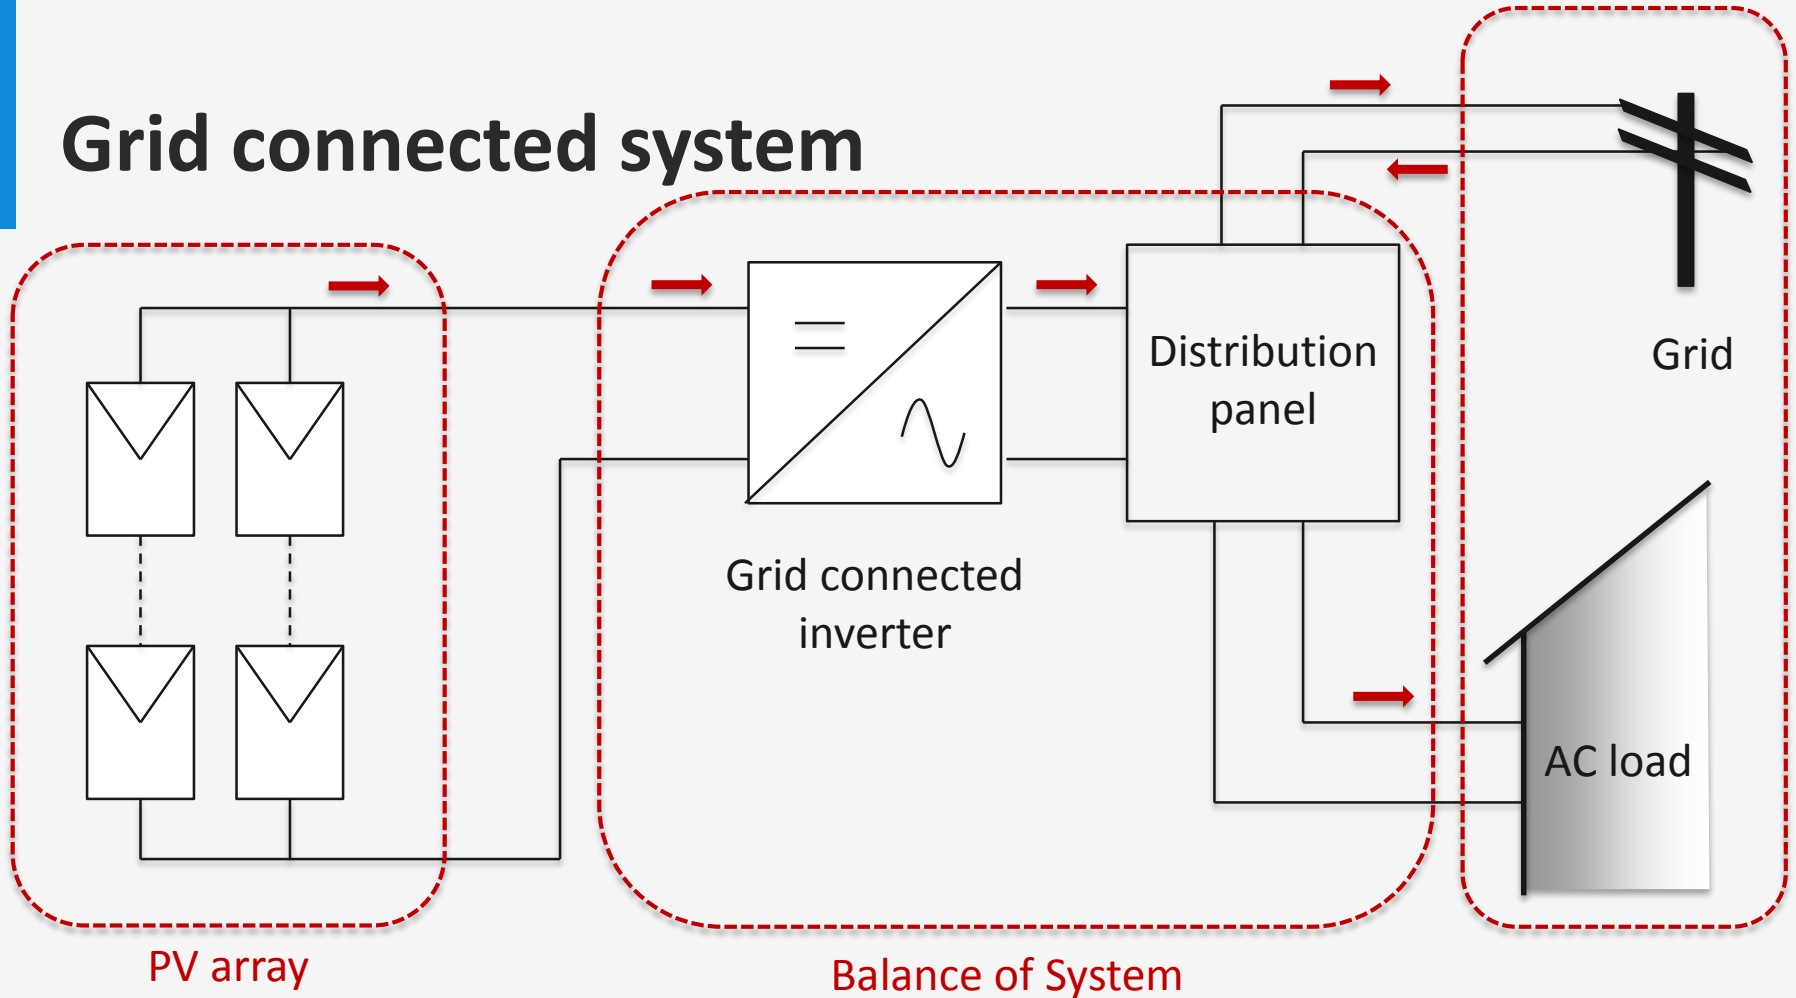 Grid connected system
Distribution
panel
Grid
Grid connected
inverter
AC load
PV array
Balance of System